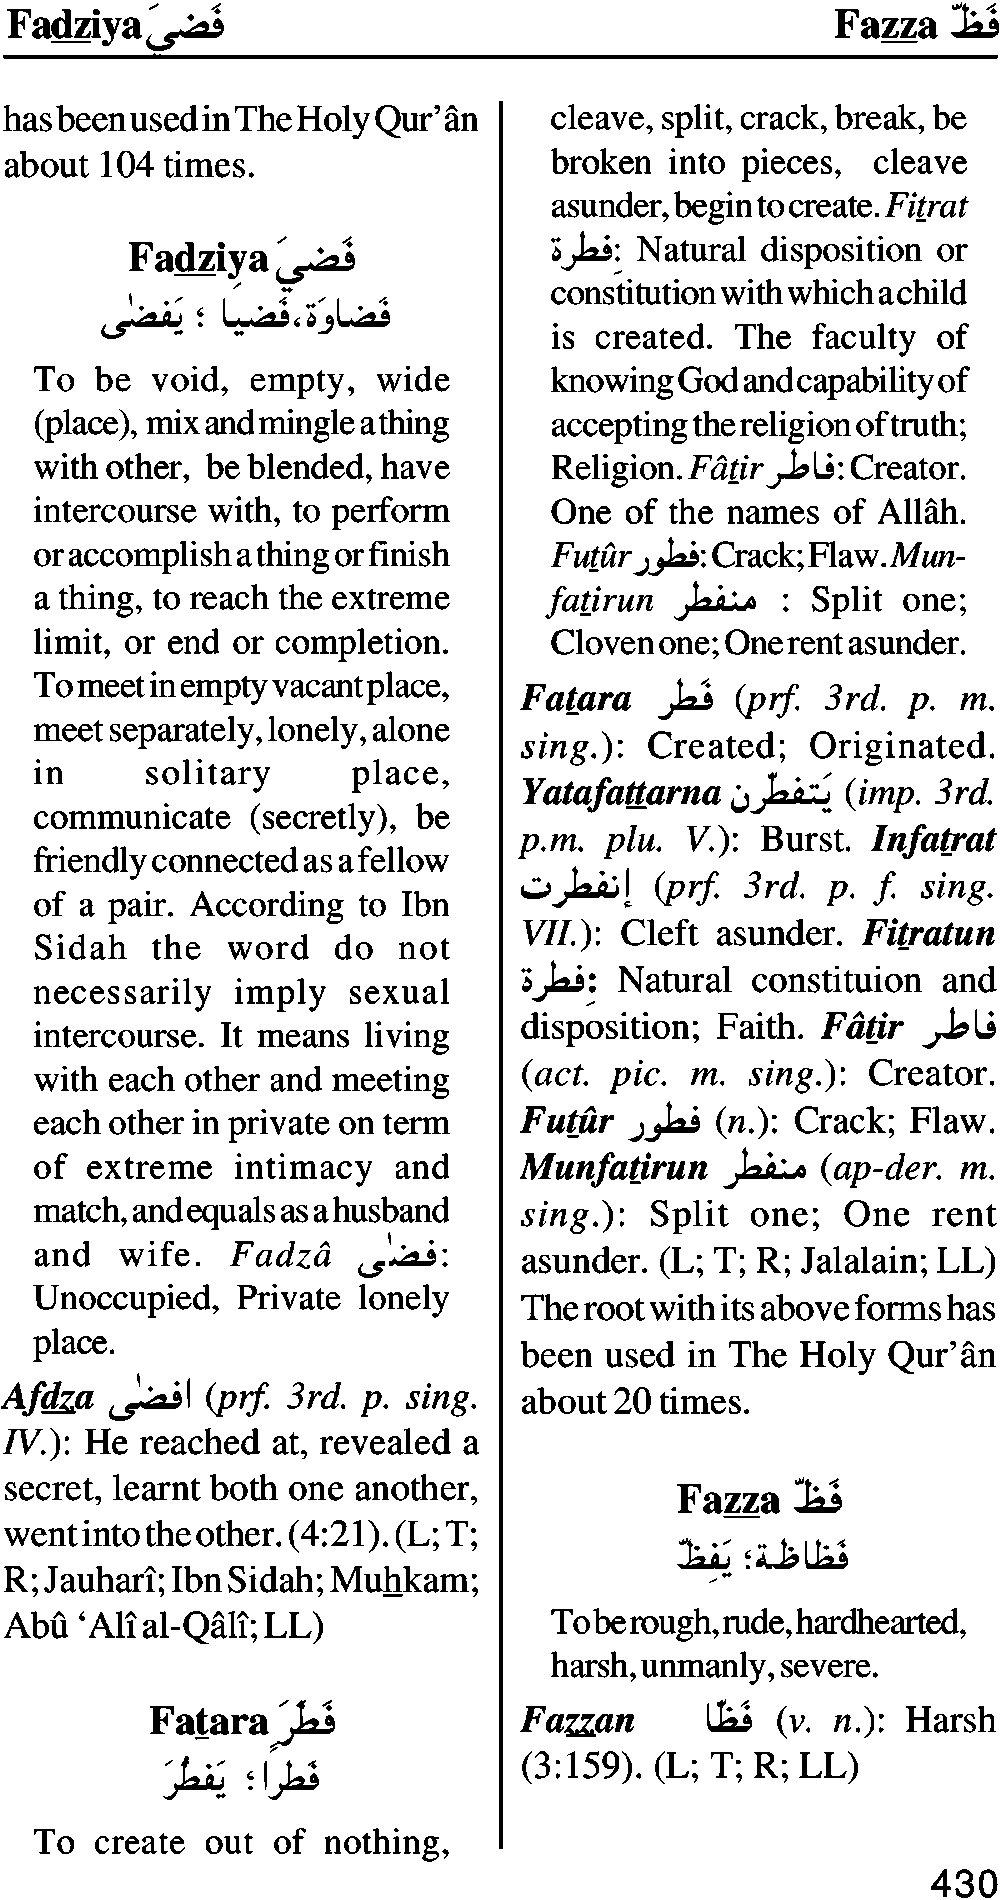 Fadziya فَضيَ
Fazza فَظّ
has been used in The Holy Qur’ân
about 104 times.
Fadziya فَضِيَ
فَضاوَة، فَضيا ؛ يَفضٰى
To be void, empty, wide
(place), mix and mingle a thing
with other, be blended, have
intercourse with, to perform
or accomplish a thing or finish
a thing, to reach the extreme
limit, or end or completion.
To meet in empty vacant place,
meet separately, lonely, alone
in solitary place,
communicate (secretly), be
friendly connected as a fellow
of a pair. According to Ibn
Sidah the word do not
necessarily imply sexual
intercourse. It means living
with each other and meeting
each other in private on term
of extreme intimacy and
match, and equals as a husband
and wife. Fadzâ فضٰى:
Unoccupied, Private lonely
place.
Afdza افضٰى (prf. 3rd. p. sing.
IV.): He reached at, revealed a
secret, learnt both one another,
went into the other. (4:21). (L; T;
R; Jauharî; Ibn Sidah; Muhkam;
Abû ‘Alî al-Qâlî; LL)
Fatara فَطَرَ
فَطراً ؛ يَفطُرَ
To create out of nothing,
cleave, split, crack, break, be
broken into pieces, cleave
asunder, begin to create. Fitrat
فِطرة: Natural disposition or
constitution with which a child
is created. The faculty of
knowing God and capability of
accepting the religion of truth;
Religion. Fâtir فاطر: Creator.
One of the names of Allâh.
Futûr فطور: Crack; Flaw. Mun-
fatirun منفطر : Split one;
Cloven one; One rent asunder.
Fatara فَطر (prf. 3rd. p. m.
sing.): Created; Originated.
Yatafattarna يَتفطّرن (imp. 3rd.
p.m. plu. V.): Burst. Infatrat
إنفطرت (prf. 3rd. p. f. sing.
VII.): Cleft asunder. Fitratun
فِطرة: Natural constituion and
disposition; Faith. Fâtir فاطر
(act. pic. m. sing.): Creator.
Futûr فطور (n.): Crack; Flaw.
Munfatirun منفطر (ap-der. m.
sing.): Split one; One rent
asunder. (L; T; R; Jalalain; LL)
The root with its above forms has
been used in The Holy Qur’ân
about 20 times.
Fazza فَظّ
فَظاظة؛ يَفِظّ
To be rough, rude, hardhearted,
harsh, unmanly, severe.
Fazzan فَظّا (v. n.): Harsh
(3:159). (L; T; R; LL)
430